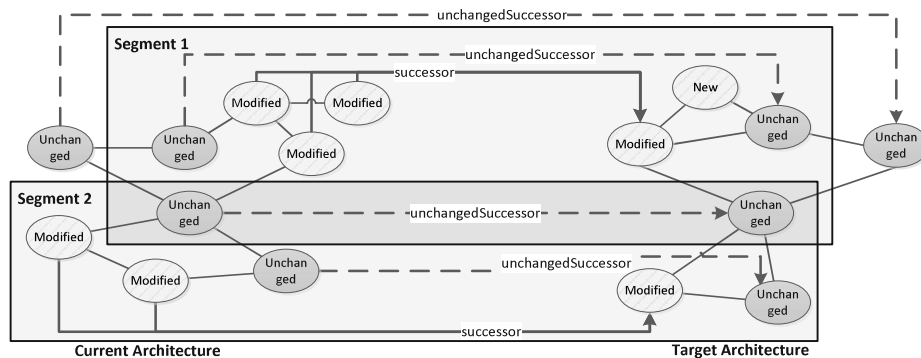 unchangedSuccessor
Segment 1
unchangedSuccessor
successor
Modified
Modified
New
Unchan
ged
Unchan
ged
Unchan
ged
Modified
Modified
Unchan
ged
Segment 2
Unchan
ged
unchangedSuccessor
Unchan
ged
Modified
Modified
Unchan
ged
unchangedSuccessor
Modified
Unchan
ged
successor
Current Architecture
Target Architecture